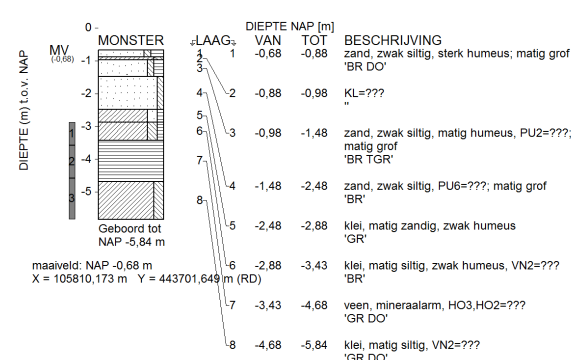 DIEPTE NAP [m]
MONSTER LAAG VAN TOT BESCHRIJVING
DIEPTE (m) t.o.v. NAP
MV
(-0,68)
0
-1
-2
-3
-4
-5
1
2
3
1
2
3
4
5
6
7
8
1 -0,68 -0,88 zand, zwak siltig, sterk humeus; matig grof
'BR DO'
2 -0,88 -0,98 KL=???
''
3 -0,98 -1,48 zand, zwak siltig, matig humeus, PU2=???;
matig grof
'BR TGR'
4 -1,48 -2,48 zand, zwak siltig, PU6=???; matig grof
'BR'
5 -2,48 -2,88 klei, matig zandig, zwak humeus
'GR'
6 -2,88 -3,43 klei, matig siltig, zwak humeus, VN2=???
'BR'
7 -3,43 -4,68 veen, mineraalarm, HO3,HO2=???
'GR DO'
8 -4,68 -5,84 klei, matig siltig, VN2=???
'GR DO'
Geboord tot
NAP -5,84 m
maaiveld: NAP -0,68 m
X = 105810,173 m Y = 443701,649 m (RD)